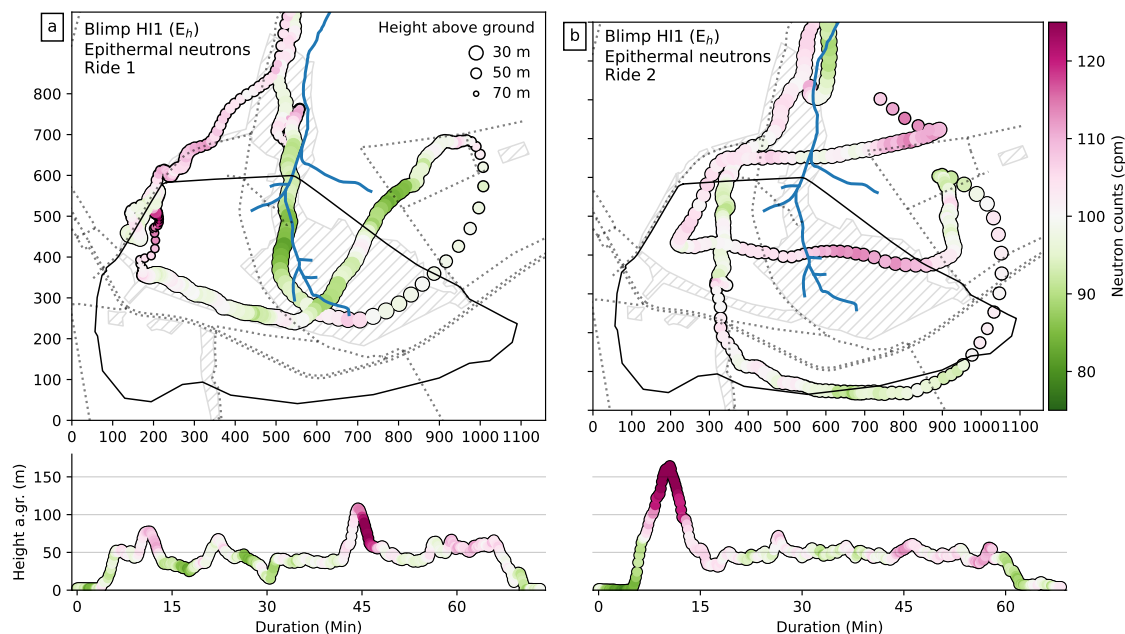 a
Blimp HI1 (Eh)
Epithermal neutrons
Ride 1
Height above ground
30 m
50 m
70 m
800
700
600
500
400
300
200
100
0
0 100 200 300 400 500 600 700 800 900 1000 1100
b
Blimp HI1 (Eh)
Epithermal neutrons
Ride 2
0 100 200 300 400 500 600 700 800 900 1000 1100
120
110
100
90
80
Neutron counts (cpm)
Height a.gr. (m)
150
100
50
0
0 15 30 45 60
Duration (Min)
0 15 30 45 60
Duration (Min)